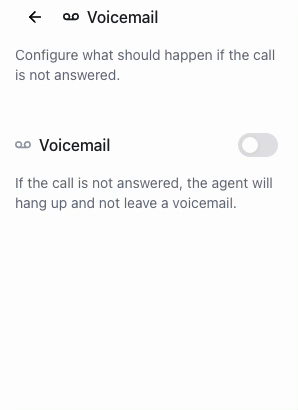 Voicemail
Configure what should happen if the call
is not answered.
Voicemail
If the call is not answered, the agent will
hang up and not leave a voicemail.